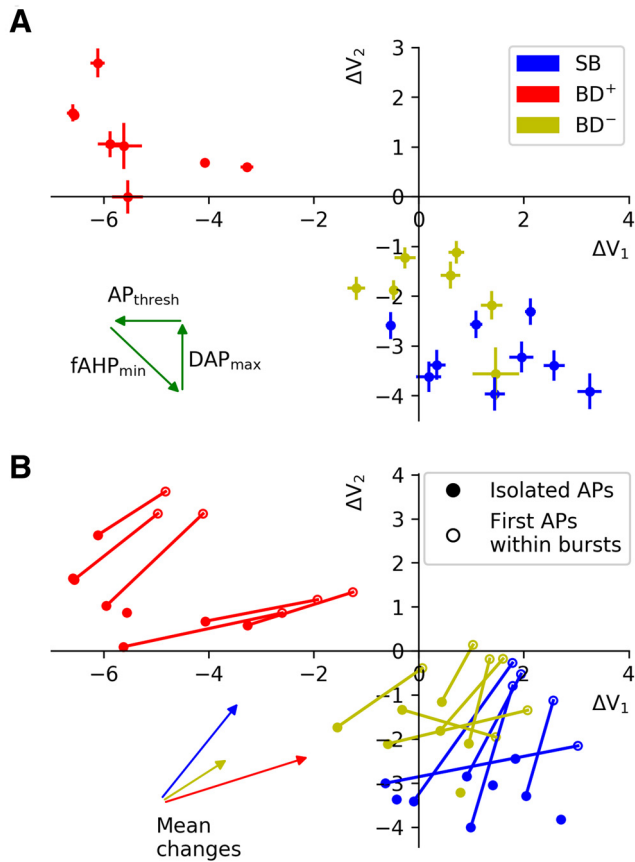 A
ΔV2
3
2
1
0
−1
−2
−3
−4
−6
−4
−2
0
2
4
ΔV1
SB
BD+
BD−
APthresh
fAHPmin
DAPmax
B
ΔV2
4
3
2
1
0
−1
−2
−3
−4
−6
−4
−2
0
2
4
ΔV1
Isolated APs
First APs
within bursts
Mean
changes